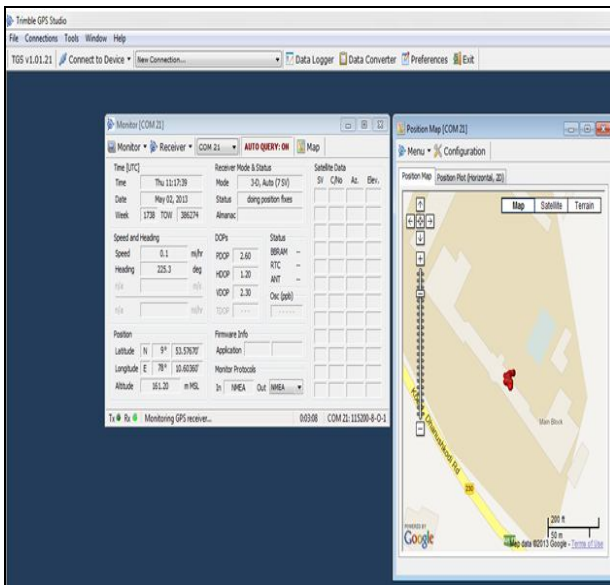 Trimble GPS Studio
File Connections Tools Window Help
TGS v1.01.21 Connect to Device New Connection... Data Logger Data Converter Preferences Exit
Monitor [COM 21]
Monitor Receiver COM 21 AUTO QUERY: ON Map
Time [UTC] Receiver Mode & Status Satellite Data
Time Thu 11:17:39 Mode 3-D, Auto (7 SV) SV C/No Az. Elev.
Date May 02, 2013 Status doing position fixes
Week 1738 TOW 386274 Almanac
Speed and Heading DOPs Status
Speed 0.1 m/hr PDOP 2.60 BBRAM --
Heading 225.3 deg HDOP 1.20 RTC --
n/a n/a VDOP 2.30 ANT --
Osc (ppb)
n/a m/hr TDOP --- -----
Position Firmware Info
Latitude N 9° 53.57670' Application
Longitude E 78° 10.60360' Monitor Protocols
Altitude 161.20 m MSL In NMEA Out NMEA
Tx Rx Monitoring GPS receiver... 0:03:08 COM 21:115200-8-O-1
Position Map [COM 21]
Menu Configuration
Position Map Position Plot (Horizontal, 2D)
Map Satellite Terrain
Main Block
Dhanushkodi Rd
200 ft
50 m
POWERED BY
Google
Map data ©2013 Google - Terms of Use